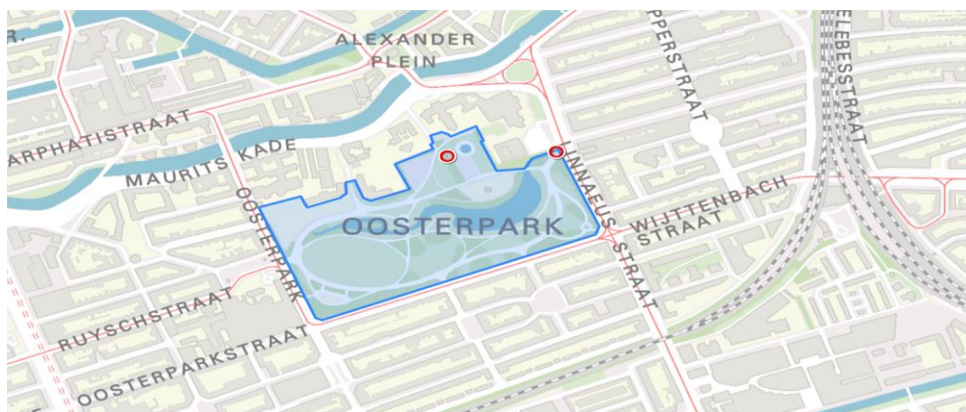 R.
ALEXANDER
PLEIN
PPERSTRAAT
ELEBESSTRAAT
ARPHATISTRAAT
MAURITS KADE
OOSTERPARK
OOSTERPARK
LINNAEUS STRAAT
WIJTTENBACH
STRAAT
RUYSCHSTRAAT
OOSTERPARKSTRAAT